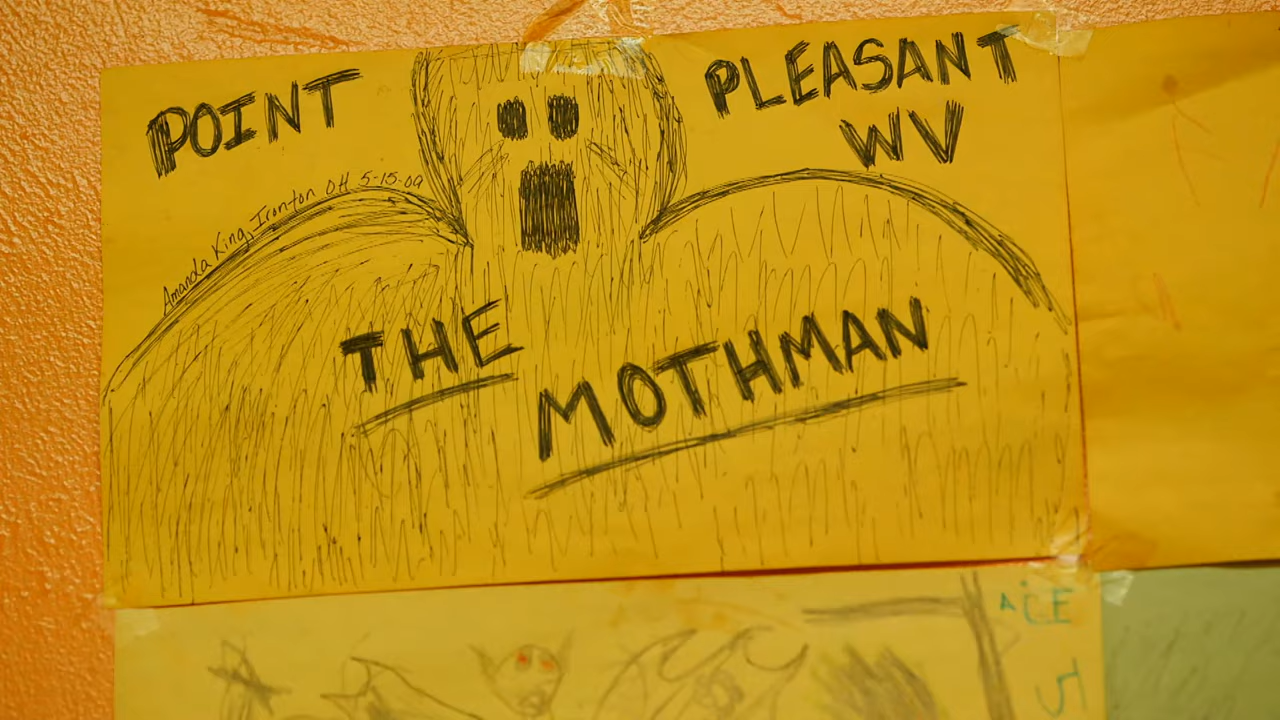 POINT
PLEASANT
WV
Amanda King, Ironton OH 5-15-09
THE
MOTHMAN